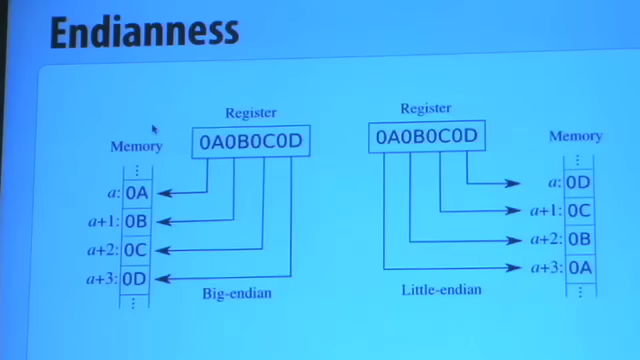 Endianness
Register
0A0B0C0D
Memory
⋮
a: 0A
a+1: 0B
a+2: 0C
a+3: 0D
⋮
Big-endian
Register
0A0B0C0D
Memory
⋮
a: 0D
a+1: 0C
a+2: 0B
a+3: 0A
⋮
Little-endian